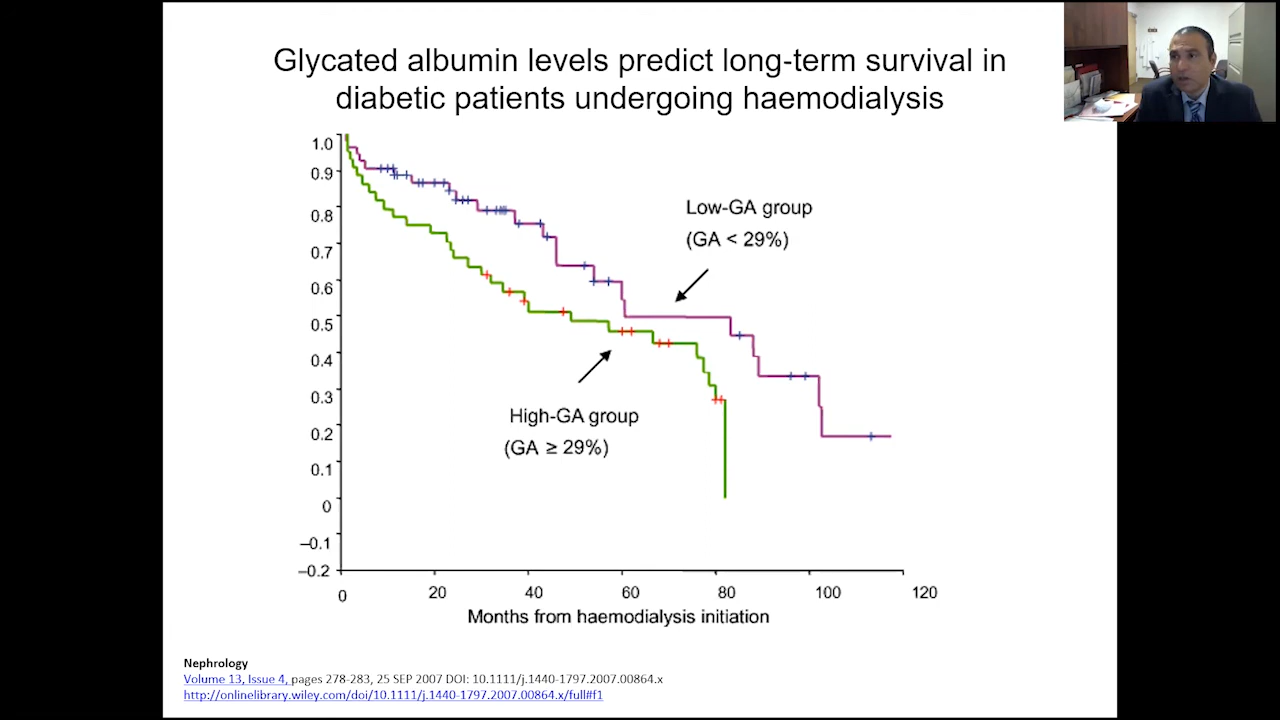 Glycated albumin levels predict long-term survival in
diabetic patients undergoing haemodialysis
1.0
0.9
0.8
0.7
0.6
0.5
0.4
0.3
0.2
0.1
0
–0.1
–0.2
Low-GA group
(GA < 29%)
High-GA group
(GA ≥ 29%)
0 20 40 60 80 100 120
Months from haemodialysis initiation
Nephrology
Volume 13, Issue 4, pages 278-283, 25 SEP 2007 DOI: 10.1111/j.1440-1797.2007.00864.x
http://onlinelibrary.wiley.com/doi/10.1111/j.1440-1797.2007.00864.x/full#f1